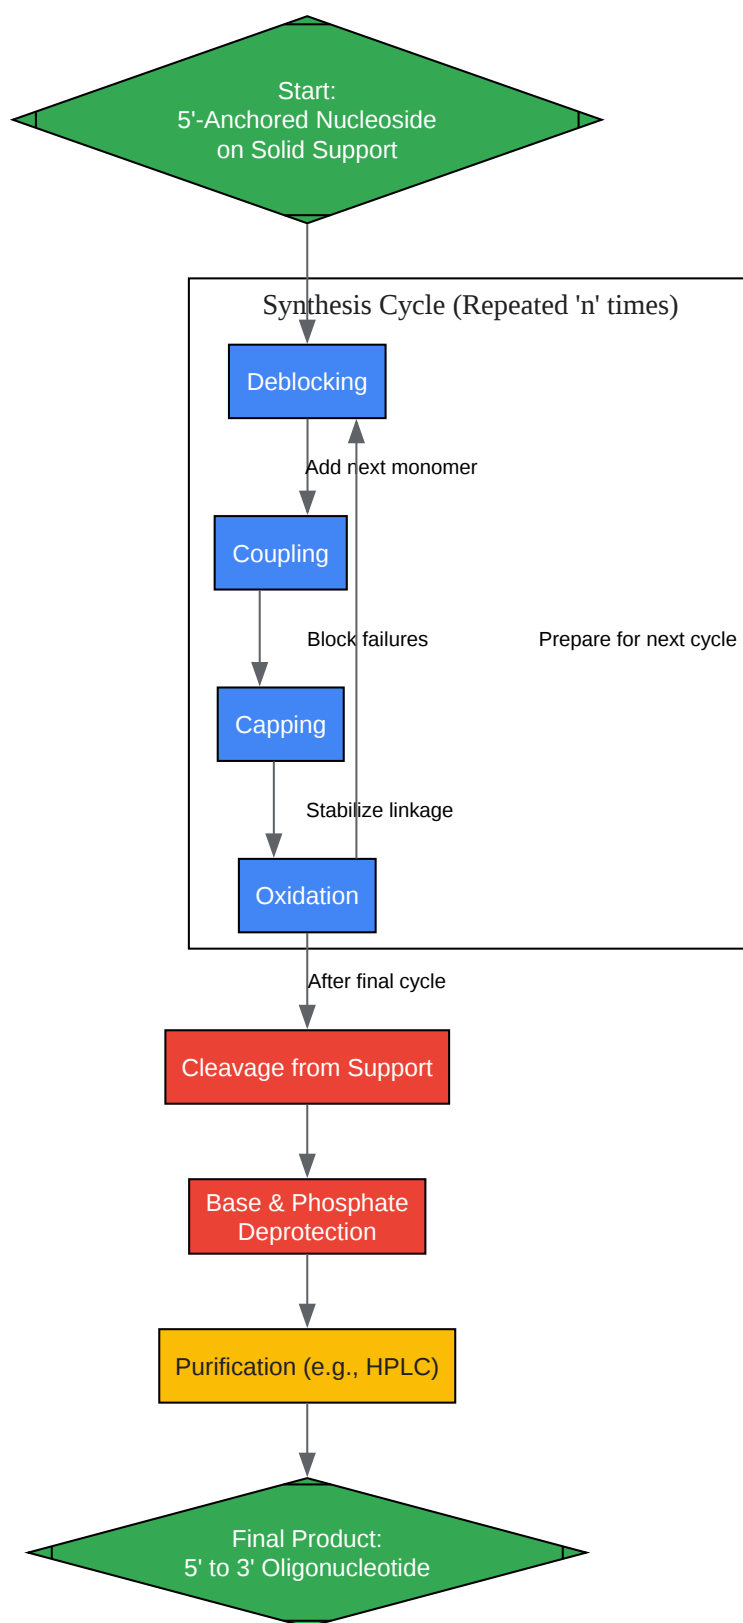 Start:
5'-Anchored Nucleoside
on Solid Support
Synthesis Cycle (Repeated 'n' times)
Deblocking
Add next monomer
Coupling
Block failures
Prepare for next cycle
Capping
Stabilize linkage
Oxidation
After final cycle
Cleavage from Support
Base & Phosphate
Deprotection
Purification (e.g., HPLC)
Final Product:
5' to 3' Oligonucleotide